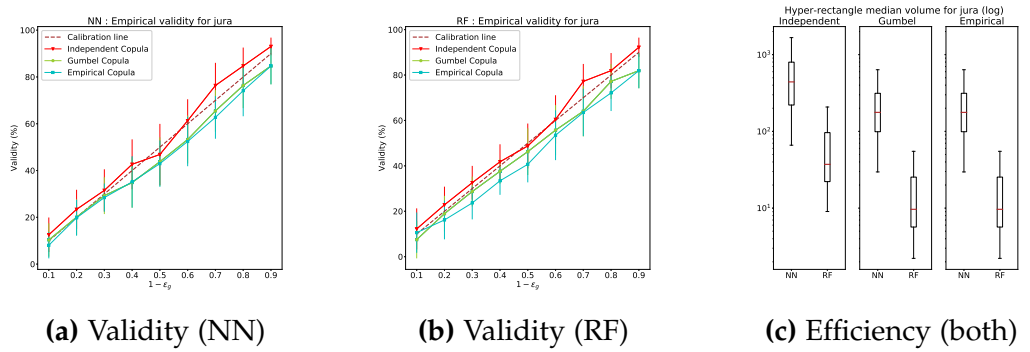 NN : Empirical validity for jura
Calibration line
Independent Copula
Gumbel Copula
Empirical Copula
Validity (%)
100
80
60
40
20
0
0.1 0.2 0.3 0.4 0.5 0.6 0.7 0.8 0.9
1 − ϵg
(a) Validity (NN)
RF : Empirical validity for jura
Calibration line
Independent Copula
Gumbel Copula
Empirical Copula
Validity (%)
100
80
60
40
20
0
0.1 0.2 0.3 0.4 0.5 0.6 0.7 0.8 0.9
1 − ϵg
(b) Validity (RF)
Hyper-rectangle median volume for jura (log)
Independent Gumbel Empirical
10³
10²
10¹
NN RF NN RF NN RF
(c) Efficiency (both)